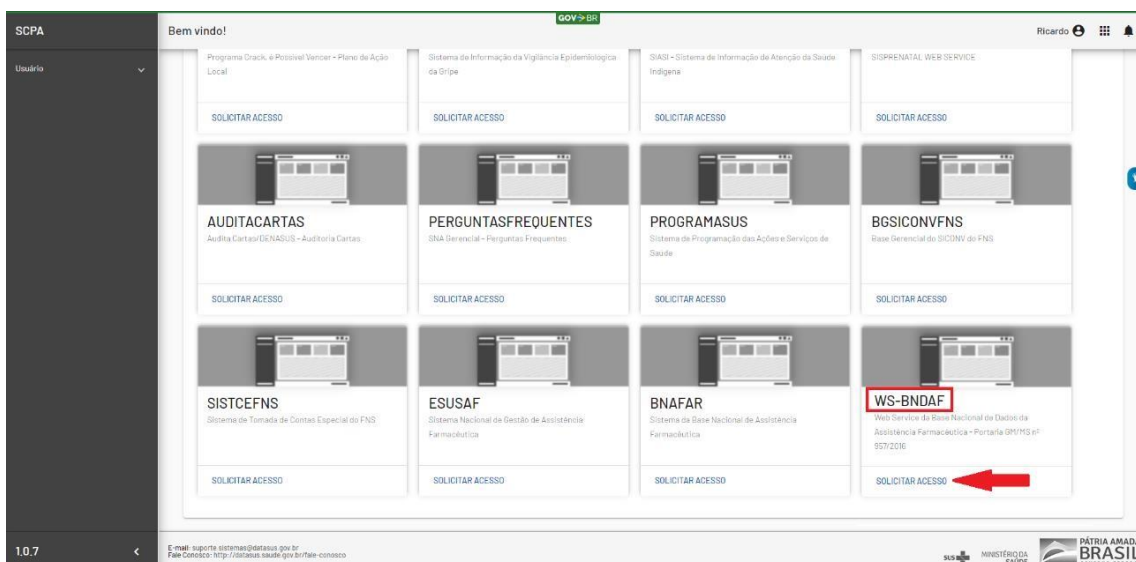 GOV BR
SCPA
Bem vindo!
Ricardo
Usuário
Programa Crack, é Possível Vencer - Plano de Ação
Local
SOLICITAR ACESSO
Sistema de Informação da Vigilância Epidemiológica
da Gripe
SOLICITAR ACESSO
SIASI - Sistema de Informação de Atenção da Saúde
Indígena
SOLICITAR ACESSO
SISPRENATAL WEB SERVICE
SOLICITAR ACESSO
AUDITACARTAS
Audita Cartas/DENASUS - Auditoria Cartas
SOLICITAR ACESSO
PERGUNTASFREQUENTES
SNA Gerencial - Perguntas Frequentes
SOLICITAR ACESSO
PROGRAMASUS
Sistema de Programação das Ações e Serviços de
Saúde
SOLICITAR ACESSO
BGSICONVFNS
Base Gerencial do SICONV do FNS
SOLICITAR ACESSO
SISTCEFNS
Sistema de Tomada de Contas Especial do FNS
SOLICITAR ACESSO
ESUSAF
Sistema Nacional de Gestão de Assistência
Farmacêutica
SOLICITAR ACESSO
BNAFAR
Sistema da Base Nacional de Assistência
Farmacêutica
SOLICITAR ACESSO
WS-BNDAF
Web Service da Base Nacional de Dados da
Assistência Farmacêutica - Portaria GM/MS nº
957/2016
SOLICITAR ACESSO
1.0.7
E-mail: suporte.sistemas@datasus.gov.br
Fale Conosco: http://datasus.saude.gov.br/fale-conosco
SUS
MINISTÉRIO DA
SAÚDE
PÁTRIA AMADA
BRASIL